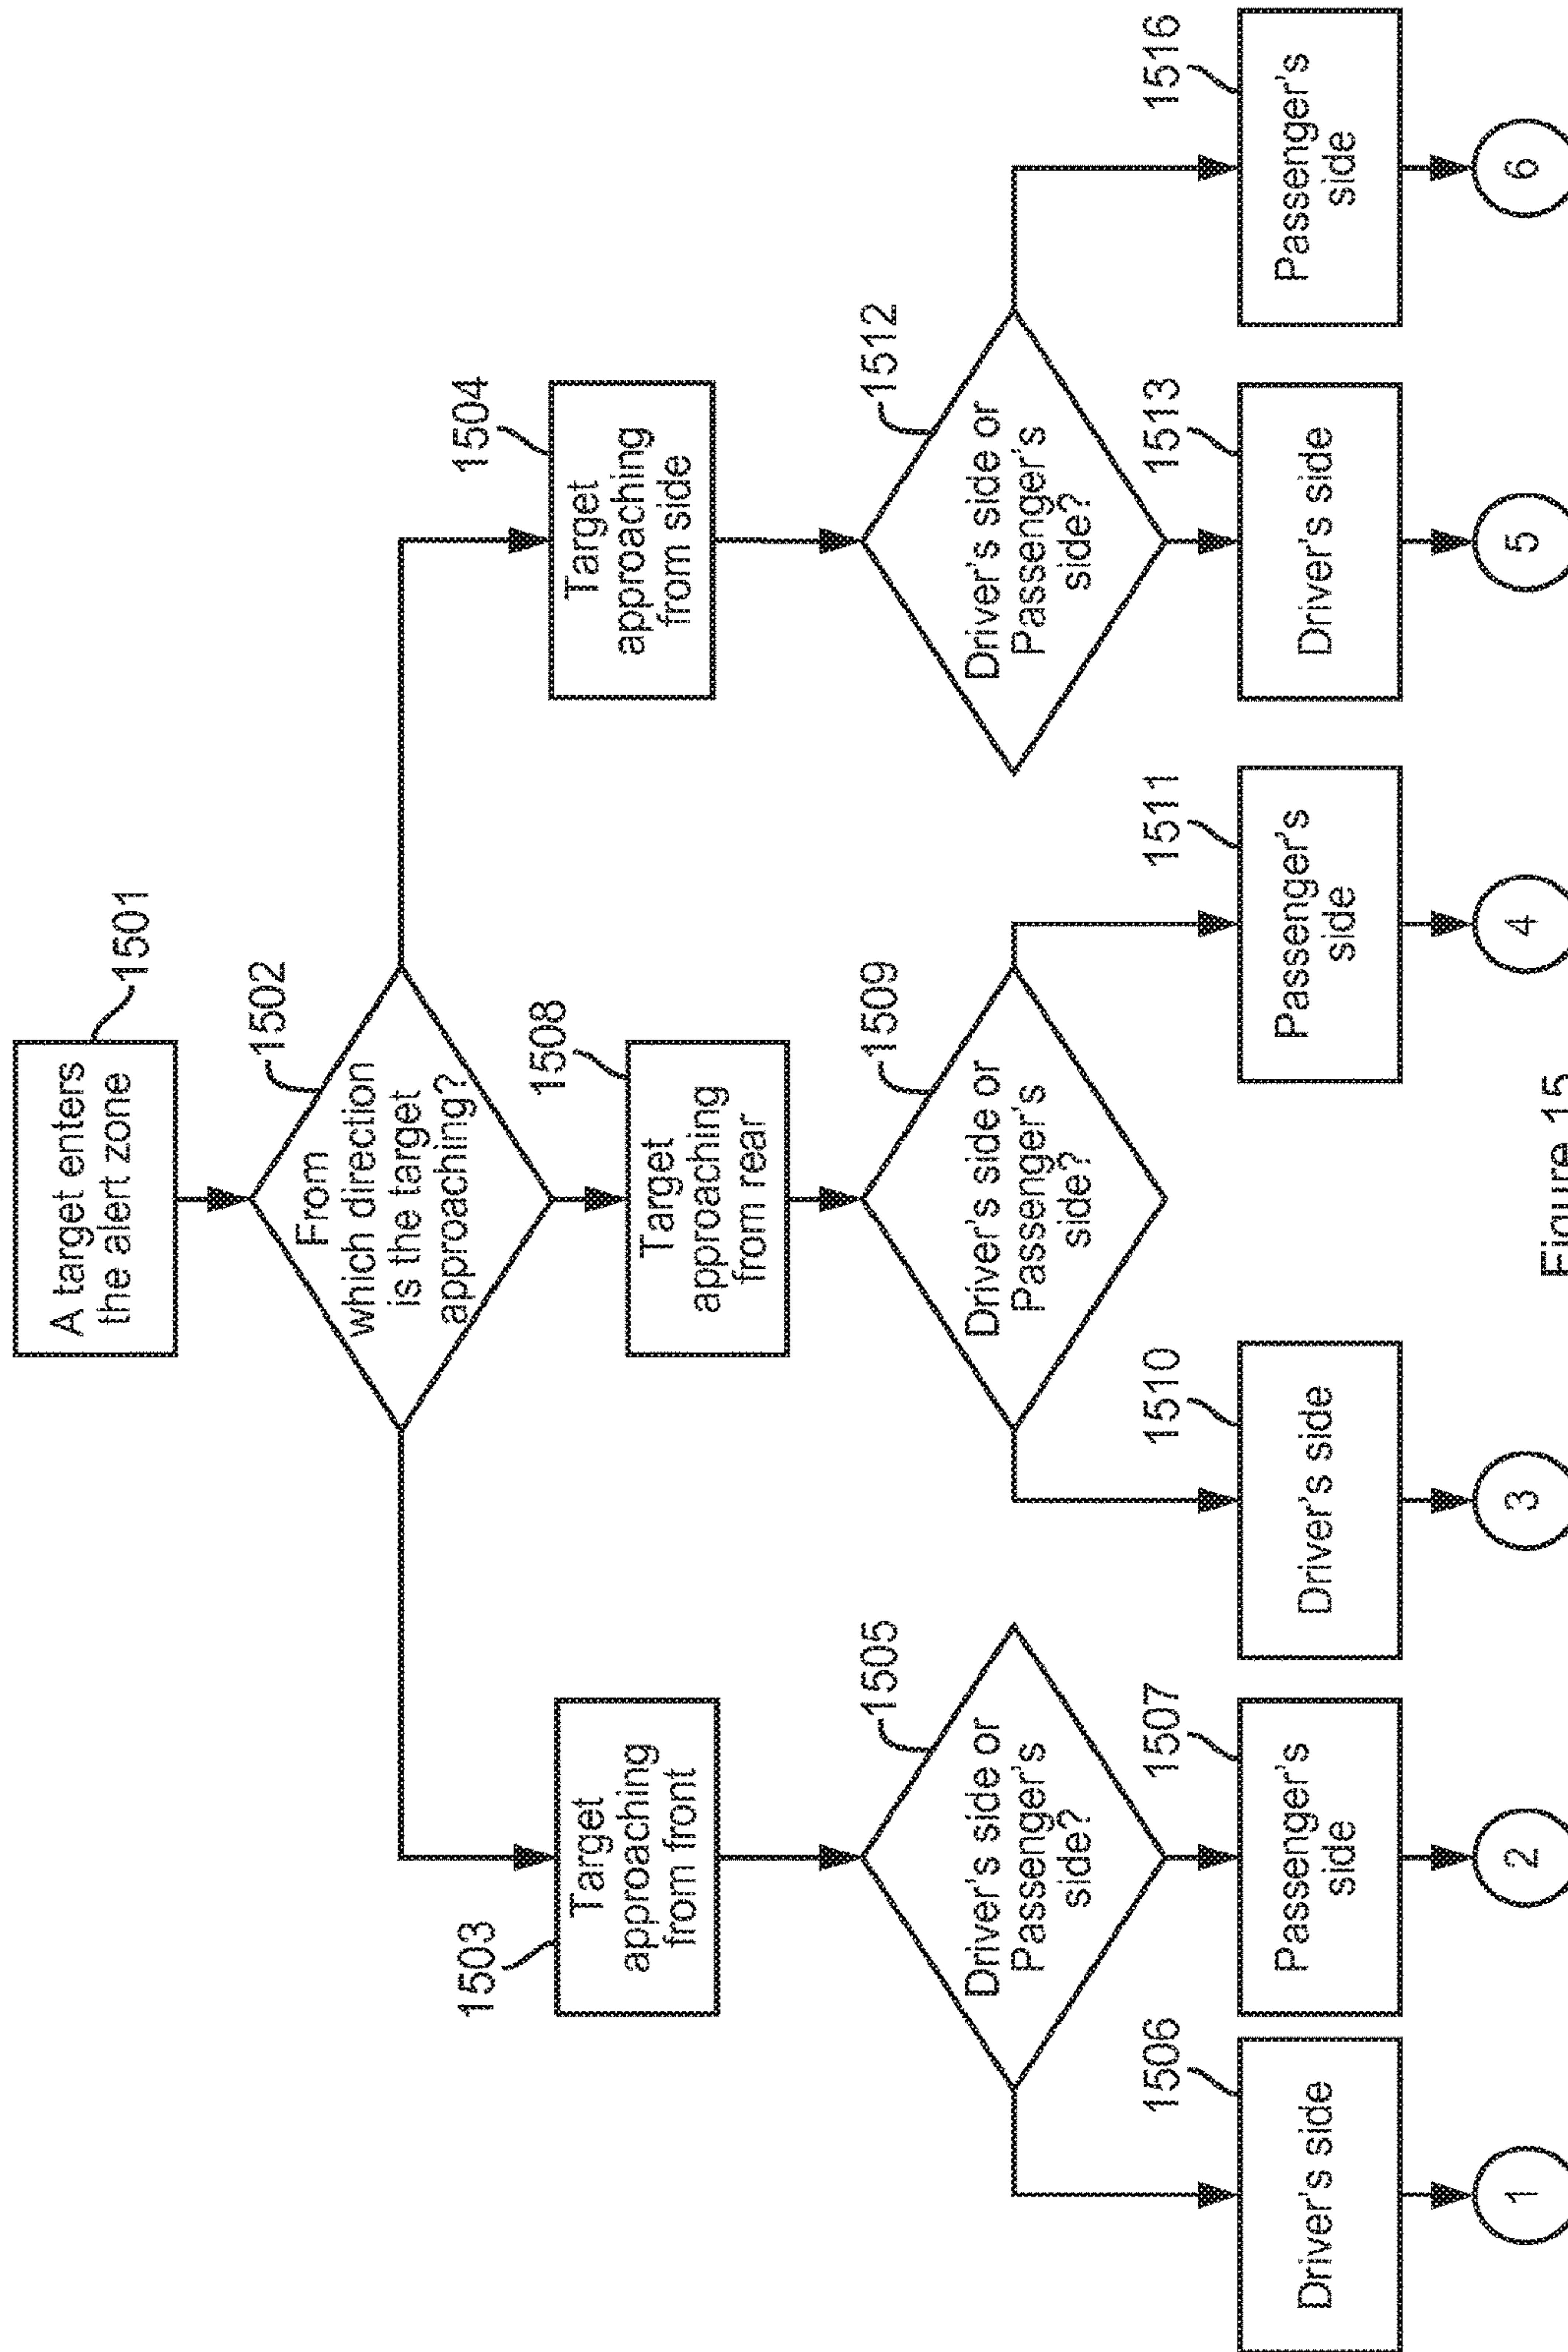 A target enters
the alert zone
1501
From
which direction
is the target
approaching?
1502
1503
Target
approaching
from front
1508
Target
approaching
from rear
1504
Target
approaching
from side
Driver's side or
Passenger's
side?
1505
Driver's side or
Passenger's
side?
1509
Driver's side or
Passenger's
side?
1512
1506
Driver's side
1507
Passenger's
side
1510
Driver's side
1511
Passenger's
side
1513
Driver's side
1516
Passenger's
side
1
2
3
4
5
6
Figure 15